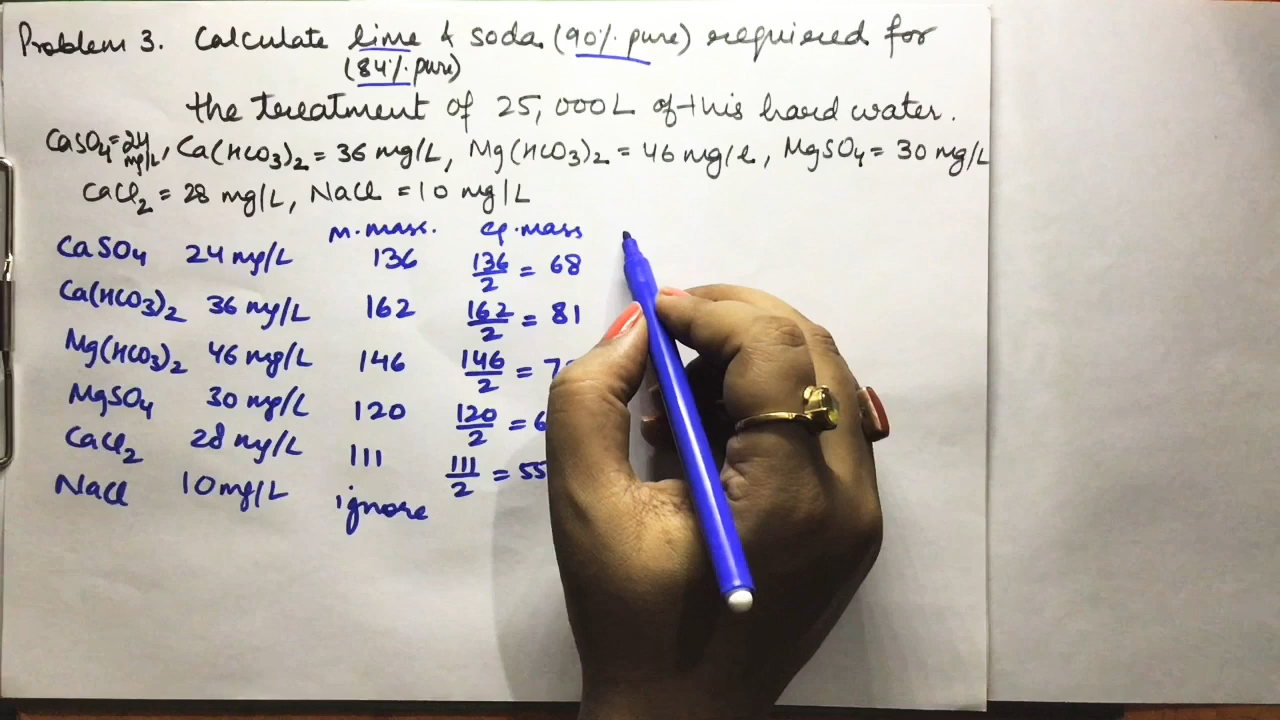 Problem 3. Calculate lime & soda (90% pure) required for
(84% pure)
the treatment of 25,000L of this hard water.
CaSO4=24 mg/L, Ca(HCO3)2 = 36 mg/L, Mg(HCO3)2 = 46 mg/l, MgSO4 = 30 mg/L
CaCl2 = 28 mg/L, NaCl = 10 mg/L
M.mass. Eq.mass
CaSO4 24 mg/L 136 136/2 = 68
Ca(HCO3)2 36 mg/L 162 162/2 = 81
Mg(HCO3)2 46 mg/L 146 146/2 = 7
MgSO4 30 mg/L 120 120/2 = 6
CaCl2 28 mg/L 111 111/2 = 55
NaCl 10 mg/L ignore